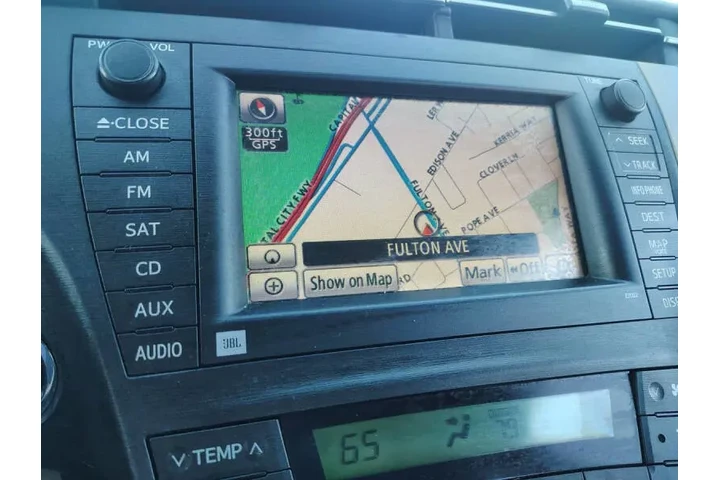 PWR VOL
TUNE
CLOSE
AM
FM
SAT
CD
AUX
AUDIO
SEEK
TRACK
INFO PHONE
DEST
MAP
SETUP
300ft
GPS
EDISON AVE
KERRIA WAY
CLOVER LN
FULTON AVE
POPE AVE
TAL CITY FWY
FULTON AVE
Show on Map
Mark
Off
JBL
TEMP
65